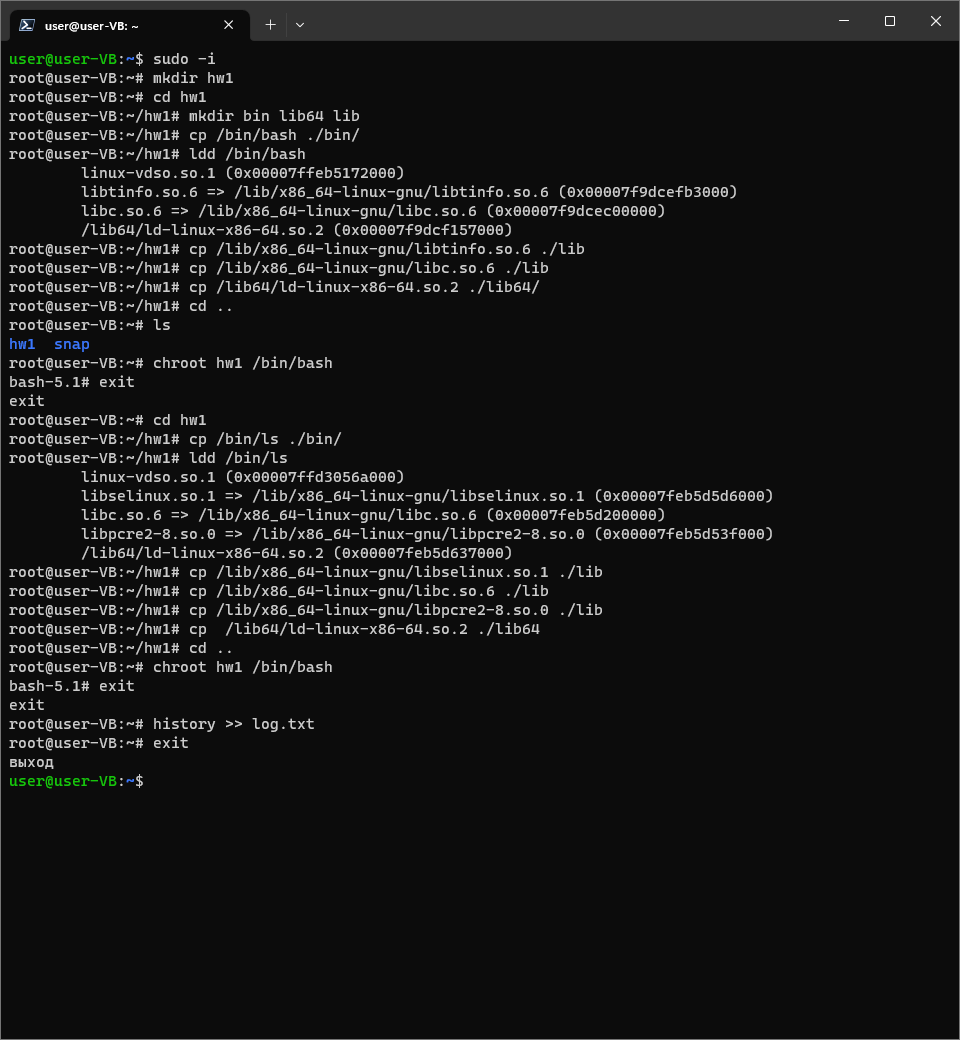 user@user-VB: ~
user@user-VB:~$ sudo -i
root@user-VB:~# mkdir hw1
root@user-VB:~# cd hw1
root@user-VB:~/hw1# mkdir bin lib64 lib
root@user-VB:~/hw1# cp /bin/bash ./bin/
root@user-VB:~/hw1# ldd /bin/bash
        linux-vdso.so.1 (0x00007ffeb5172000)
        libtinfo.so.6 => /lib/x86_64-linux-gnu/libtinfo.so.6 (0x00007f9dcefb3000)
        libc.so.6 => /lib/x86_64-linux-gnu/libc.so.6 (0x00007f9dcec00000)
        /lib64/ld-linux-x86-64.so.2 (0x00007f9dcf157000)
root@user-VB:~/hw1# cp /lib/x86_64-linux-gnu/libtinfo.so.6 ./lib
root@user-VB:~/hw1# cp /lib/x86_64-linux-gnu/libc.so.6 ./lib
root@user-VB:~/hw1# cp /lib64/ld-linux-x86-64.so.2 ./lib64/
root@user-VB:~/hw1# cd ..
root@user-VB:~# ls
hw1  snap
root@user-VB:~# chroot hw1 /bin/bash
bash-5.1# exit
exit
root@user-VB:~# cd hw1
root@user-VB:~/hw1# cp /bin/ls ./bin/
root@user-VB:~/hw1# ldd /bin/ls
        linux-vdso.so.1 (0x00007ffd3056a000)
        libselinux.so.1 => /lib/x86_64-linux-gnu/libselinux.so.1 (0x00007feb5d5d6000)
        libc.so.6 => /lib/x86_64-linux-gnu/libc.so.6 (0x00007feb5d200000)
        libpcre2-8.so.0 => /lib/x86_64-linux-gnu/libpcre2-8.so.0 (0x00007feb5d53f000)
        /lib64/ld-linux-x86-64.so.2 (0x00007feb5d637000)
root@user-VB:~/hw1# cp /lib/x86_64-linux-gnu/libselinux.so.1 ./lib
root@user-VB:~/hw1# cp /lib/x86_64-linux-gnu/libc.so.6 ./lib
root@user-VB:~/hw1# cp /lib/x86_64-linux-gnu/libpcre2-8.so.0 ./lib
root@user-VB:~/hw1# cp  /lib64/ld-linux-x86-64.so.2 ./lib64
root@user-VB:~/hw1# cd ..
root@user-VB:~# chroot hw1 /bin/bash
bash-5.1# exit
exit
root@user-VB:~# history >> log.txt
root@user-VB:~# exit
выход
user@user-VB:~$